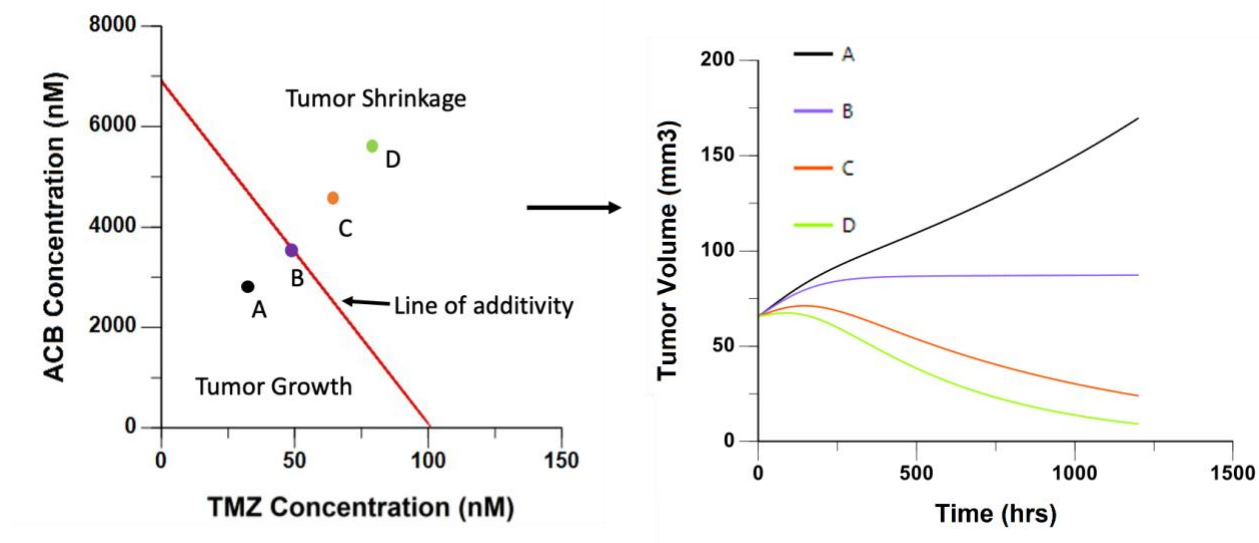 8000
6000
4000
2000
0
ACB Concentration (nM)
Tumor Shrinkage
D
C
B
A
Line of additivity
Tumor Growth
0 50 100 150
TMZ Concentration (nM)
200
150
100
50
0
Tumor Volume (mm3)
A
B
C
D
0 500 1000 1500
Time (hrs)